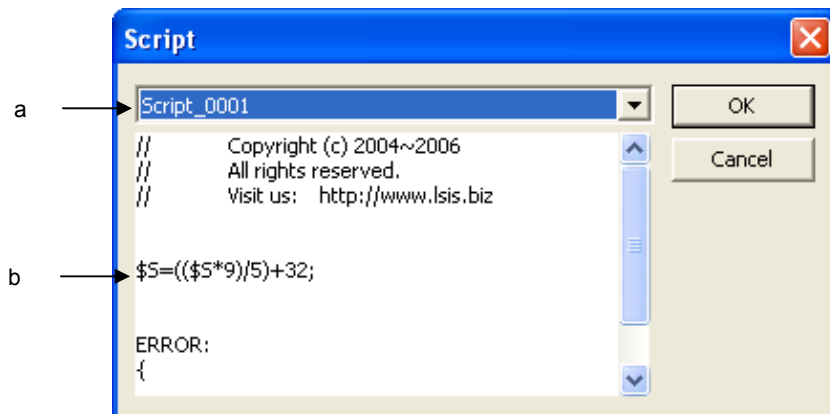 Script
a
Script_0001
OK
// Copyright (c) 2004~2006
// All rights reserved.
// Visit us: http://www.lsis.biz
Cancel
b
$S=(($S*9)/5)+32;
ERROR:
{